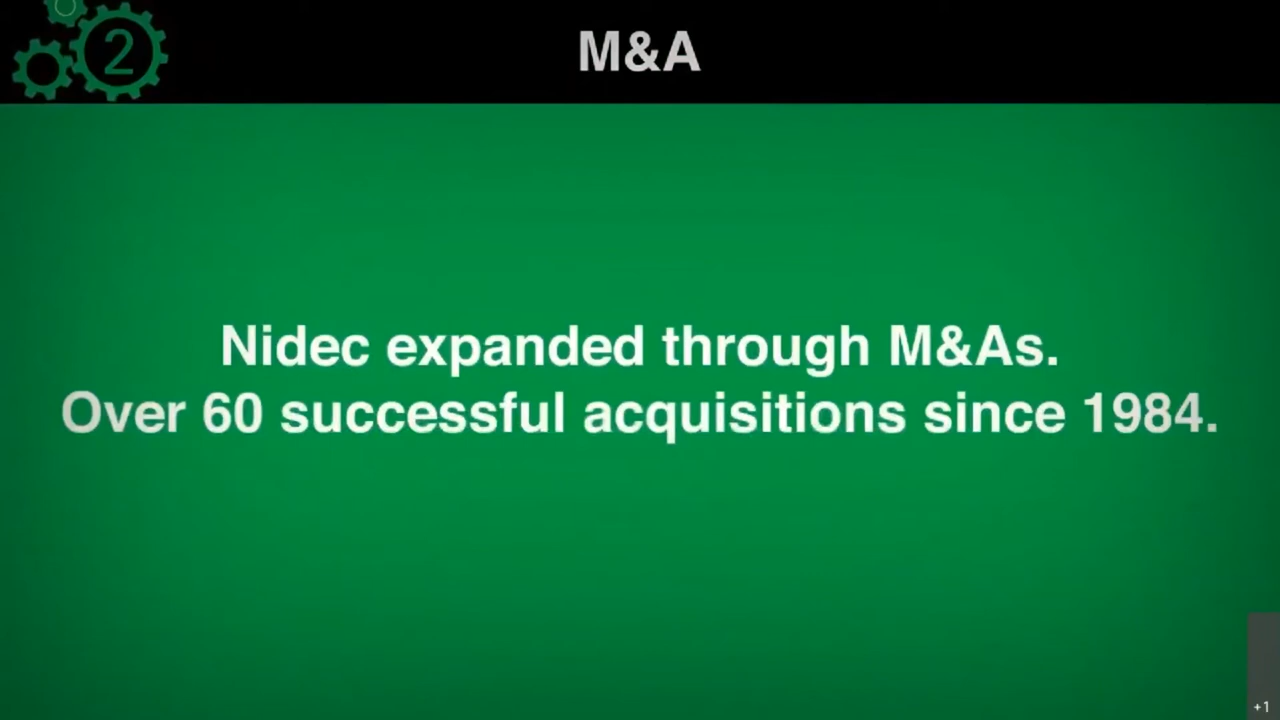 2
M&A
Nidec expanded through M&As.
Over 60 successful acquisitions since 1984.
+1